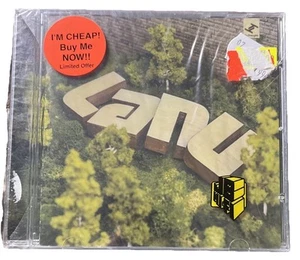 I'M CHEAP!
Buy Me
NOW!!
Limited Offer
Lanu